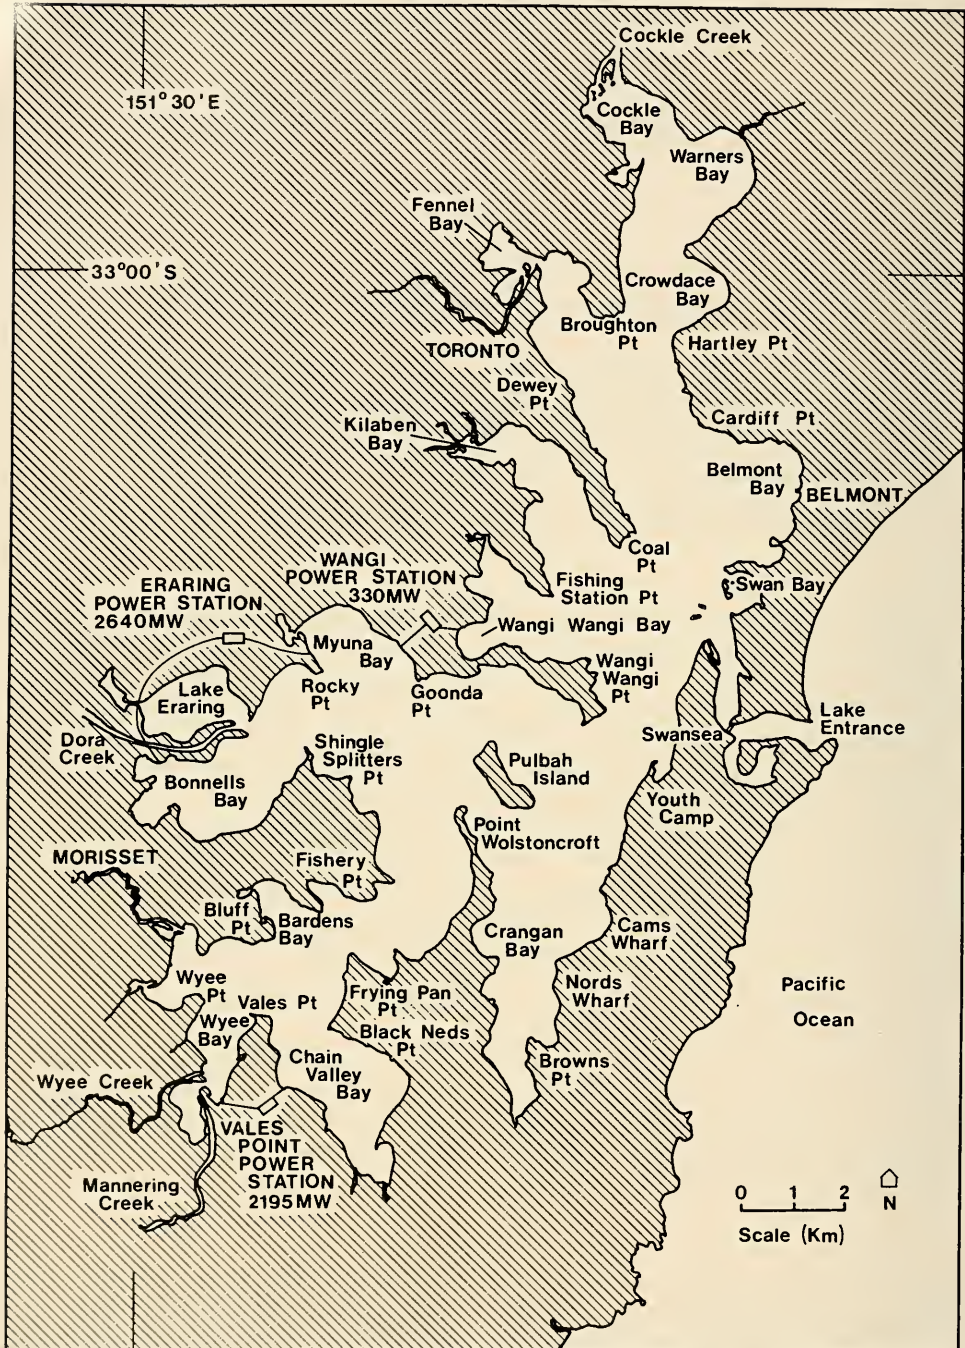 Cockle Creek
151° 30' E
Cockle
Bay
Warners
Bay
Fennel
Bay
33°00' S
Crowdace
Bay
Broughton
Pt
TORONTO
Hartley Pt
Dewey
Pt
Kilaben
Bay
Cardiff Pt
Belmont
Bay
BELMONT
Coal
Pt
WANGI
POWER STATION
330MW
ERARING
POWER STATION
2640MW
Fishing
Station Pt
Swan Bay
Wangi Wangi Bay
Myuna
Bay
Wangi
Wangi
Pt
Rocky
Pt
Goonda
Pt
Lake
Eraring
Lake
Entrance
Swansea
Dora
Creek
Shingle
Splitters
Pt
Pulbah
Island
Bonnells
Bay
Youth
Camp
Point
Wolstoncroft
MORISSET
Fishery
Pt
Bluff
Pt
Bardens
Bay
Crangan
Bay
Cams
Wharf
Wyee
Pt
Vales Pt
Frying Pan
Pt
Nords
Wharf
Pacific
Ocean
Wyee
Bay
Black Neds
Pt
Chain
Valley
Bay
Browns
Pt
Wyee Creek
VALES
POINT
POWER
STATION
2195MW
Mannering
Creek
0 1 2
N
Scale (Km)